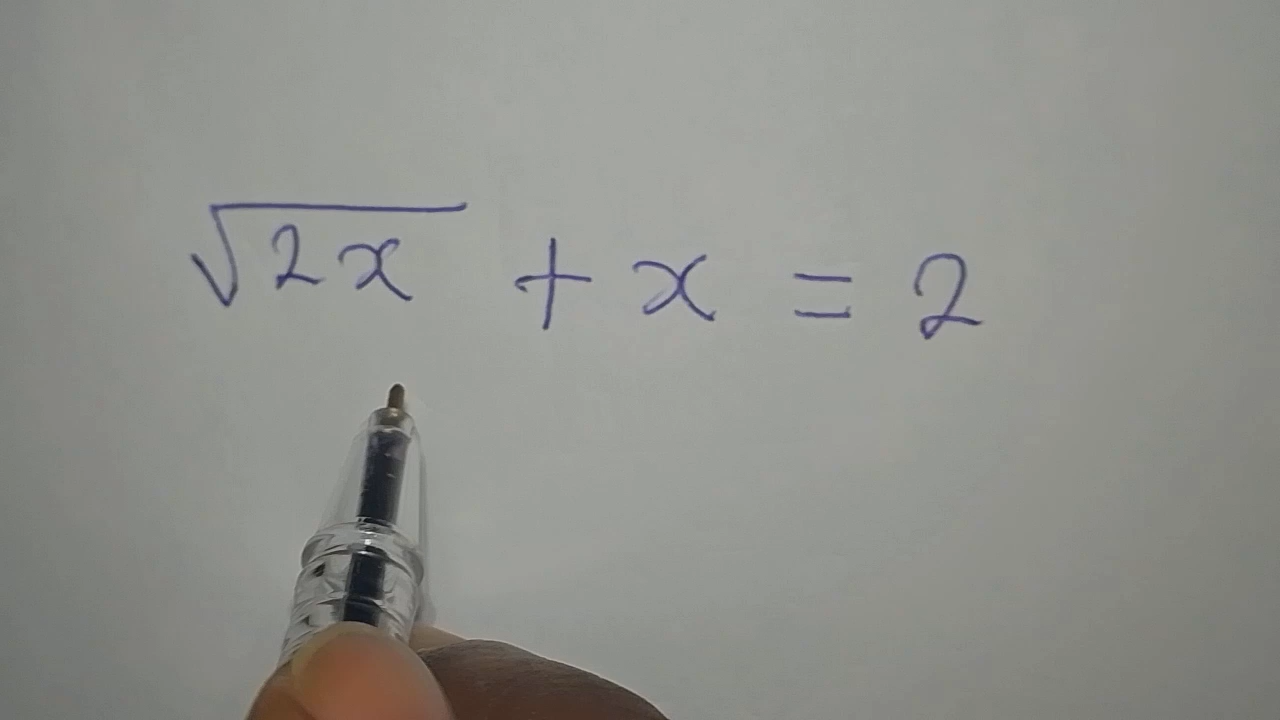 √2x + x = 2